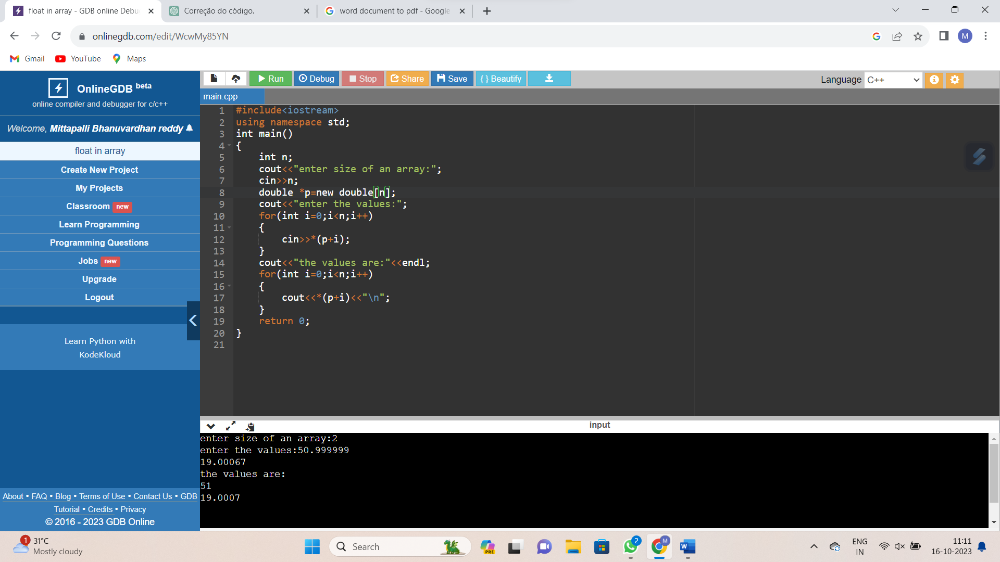 float in array - GDB online Debu
Correção do código.
word document to pdf - Google
onlinegdb.com/edit/WcwMy85YN
M
Gmail YouTube Maps
OnlineGDB beta
online compiler and debugger for c/c++
Welcome, Mittapalli Bhanuvardhan reddy
float in array
Create New Project
My Projects
Classroom new
Learn Programming
Programming Questions
Jobs new
Upgrade
Logout
Learn Python with
KodeKloud
About • FAQ • Blog • Terms of Use • Contact Us • GDB
Tutorial • Credits • Privacy
© 2016 - 2023 GDB Online
Run Debug Stop Share Save { } Beautify
Language C++
main.cpp
1 #include<iostream>
2 using namespace std;
3 int main()
4 {
5 int n;
6 cout<<"enter size of an array:";
7 cin>>n;
8 double *p=new double[n];
9 cout<<"enter the values:";
10 for(int i=0;i<n;i++)
11 {
12 cin>>*(p+i);
13 }
14 cout<<"the values are:"<<endl;
15 for(int i=0;i<n;i++)
16 {
17 cout<<*(p+i)<<"\n";
18 }
19 return 0;
20 }
21
input
enter size of an array:2
enter the values:50.999999
19.00067
the values are:
51
19.0007
1
31°C
Mostly cloudy
Search
PRE
2
M
W
ENG
IN
11:11
16-10-2023